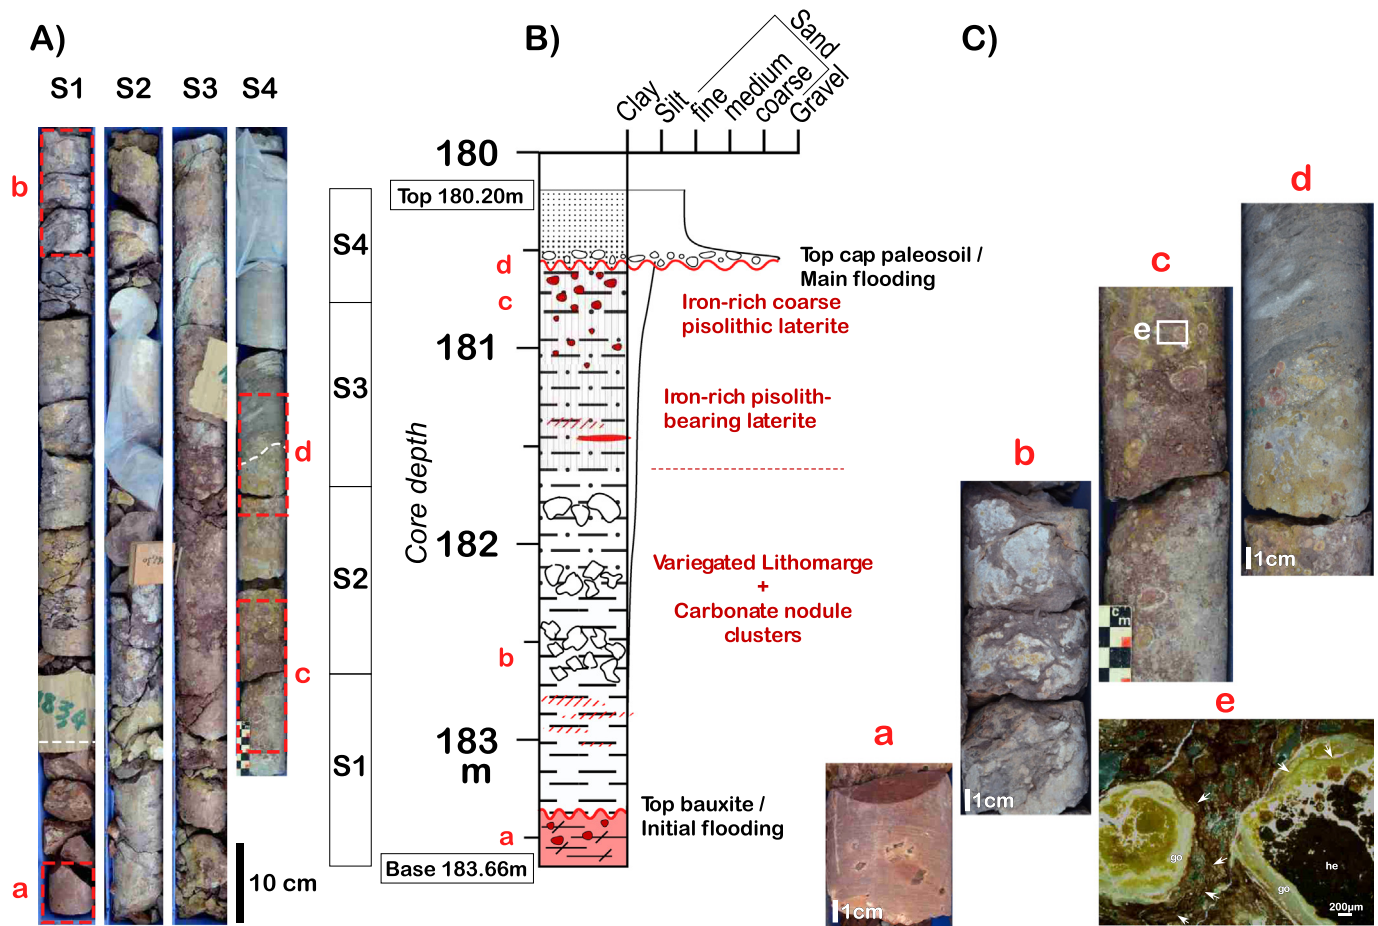 A)
S1
S2
S3
S4
b
d
c
a
10 cm
B)
Clay
Silt
fine
medium
coarse
Gravel
Sand
180
Top 180.20m
181
182
183
m
Base 183.66m
Core depth
S4
S3
S2
S1
d
c
b
a
Top cap paleosoil /
Main flooding
Iron-rich coarse
pisolithic laterite
Iron-rich pisolith-
bearing laterite
Variegated Lithomarge
+
Carbonate nodule
clusters
Top bauxite /
Initial flooding
C)
a
1cm
b
1cm
c
e
c
m
d
1cm
e
go
go
he
200µm